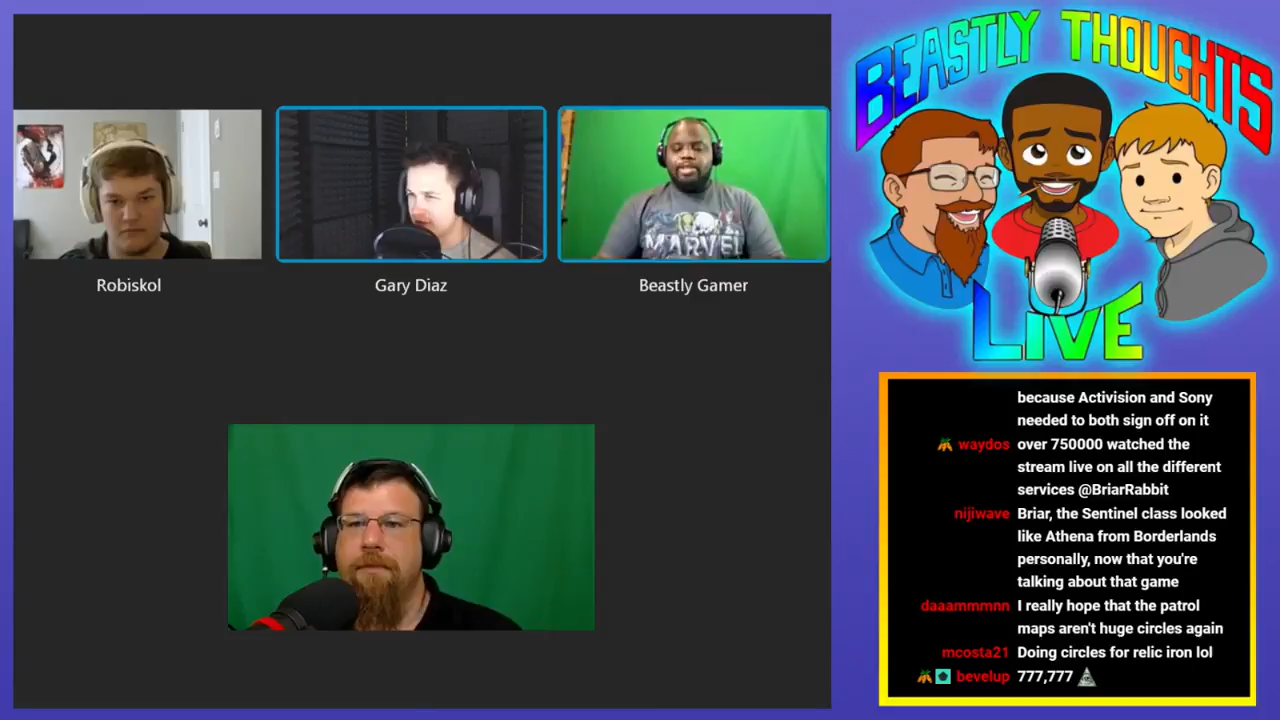 BEASTLY THOUGHTS
LIVE
MARVEL
Robiskol
Gary Diaz
Beastly Gamer
because Activision and Sony
needed to both sign off on it
waydos over 750000 watched the
stream live on all the different
services @BriarRabbit
nijiwave Briar, the Sentinel class looked
like Athena from Borderlands
personally, now that you're
talking about that game
daaammmnn I really hope that the patrol
maps aren't huge circles again
mcosta21 Doing circles for relic iron lol
bevelup 777,777